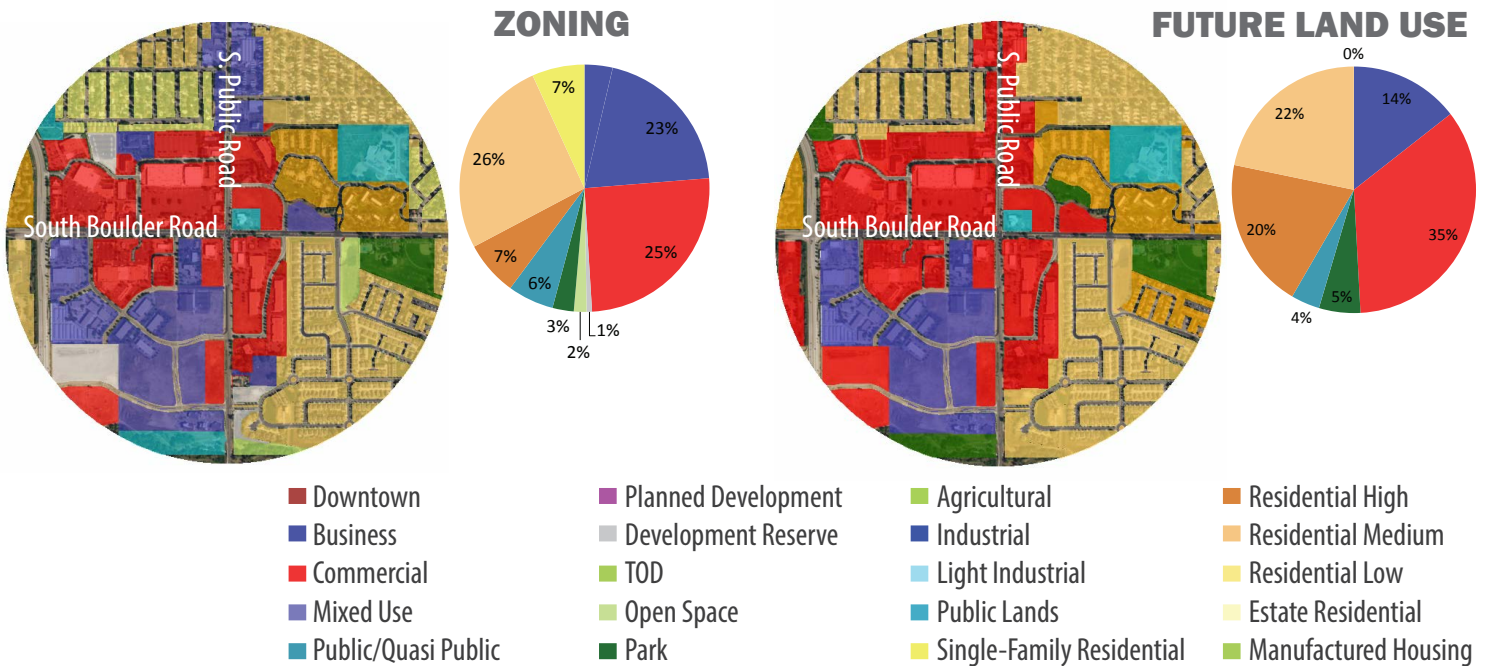 ZONING
S. Public Road
South Boulder Road
7%
23%
26%
25%
7%
6%
3%
2%
1%
FUTURE LAND USE
S. Public Road
South Boulder Road
0%
14%
22%
35%
20%
5%
4%
Downtown
Business
Commercial
Mixed Use
Public/Quasi Public
Planned Development
Development Reserve
TOD
Open Space
Park
Agricultural
Industrial
Light Industrial
Public Lands
Single-Family Residential
Residential High
Residential Medium
Residential Low
Estate Residential
Manufactured Housing